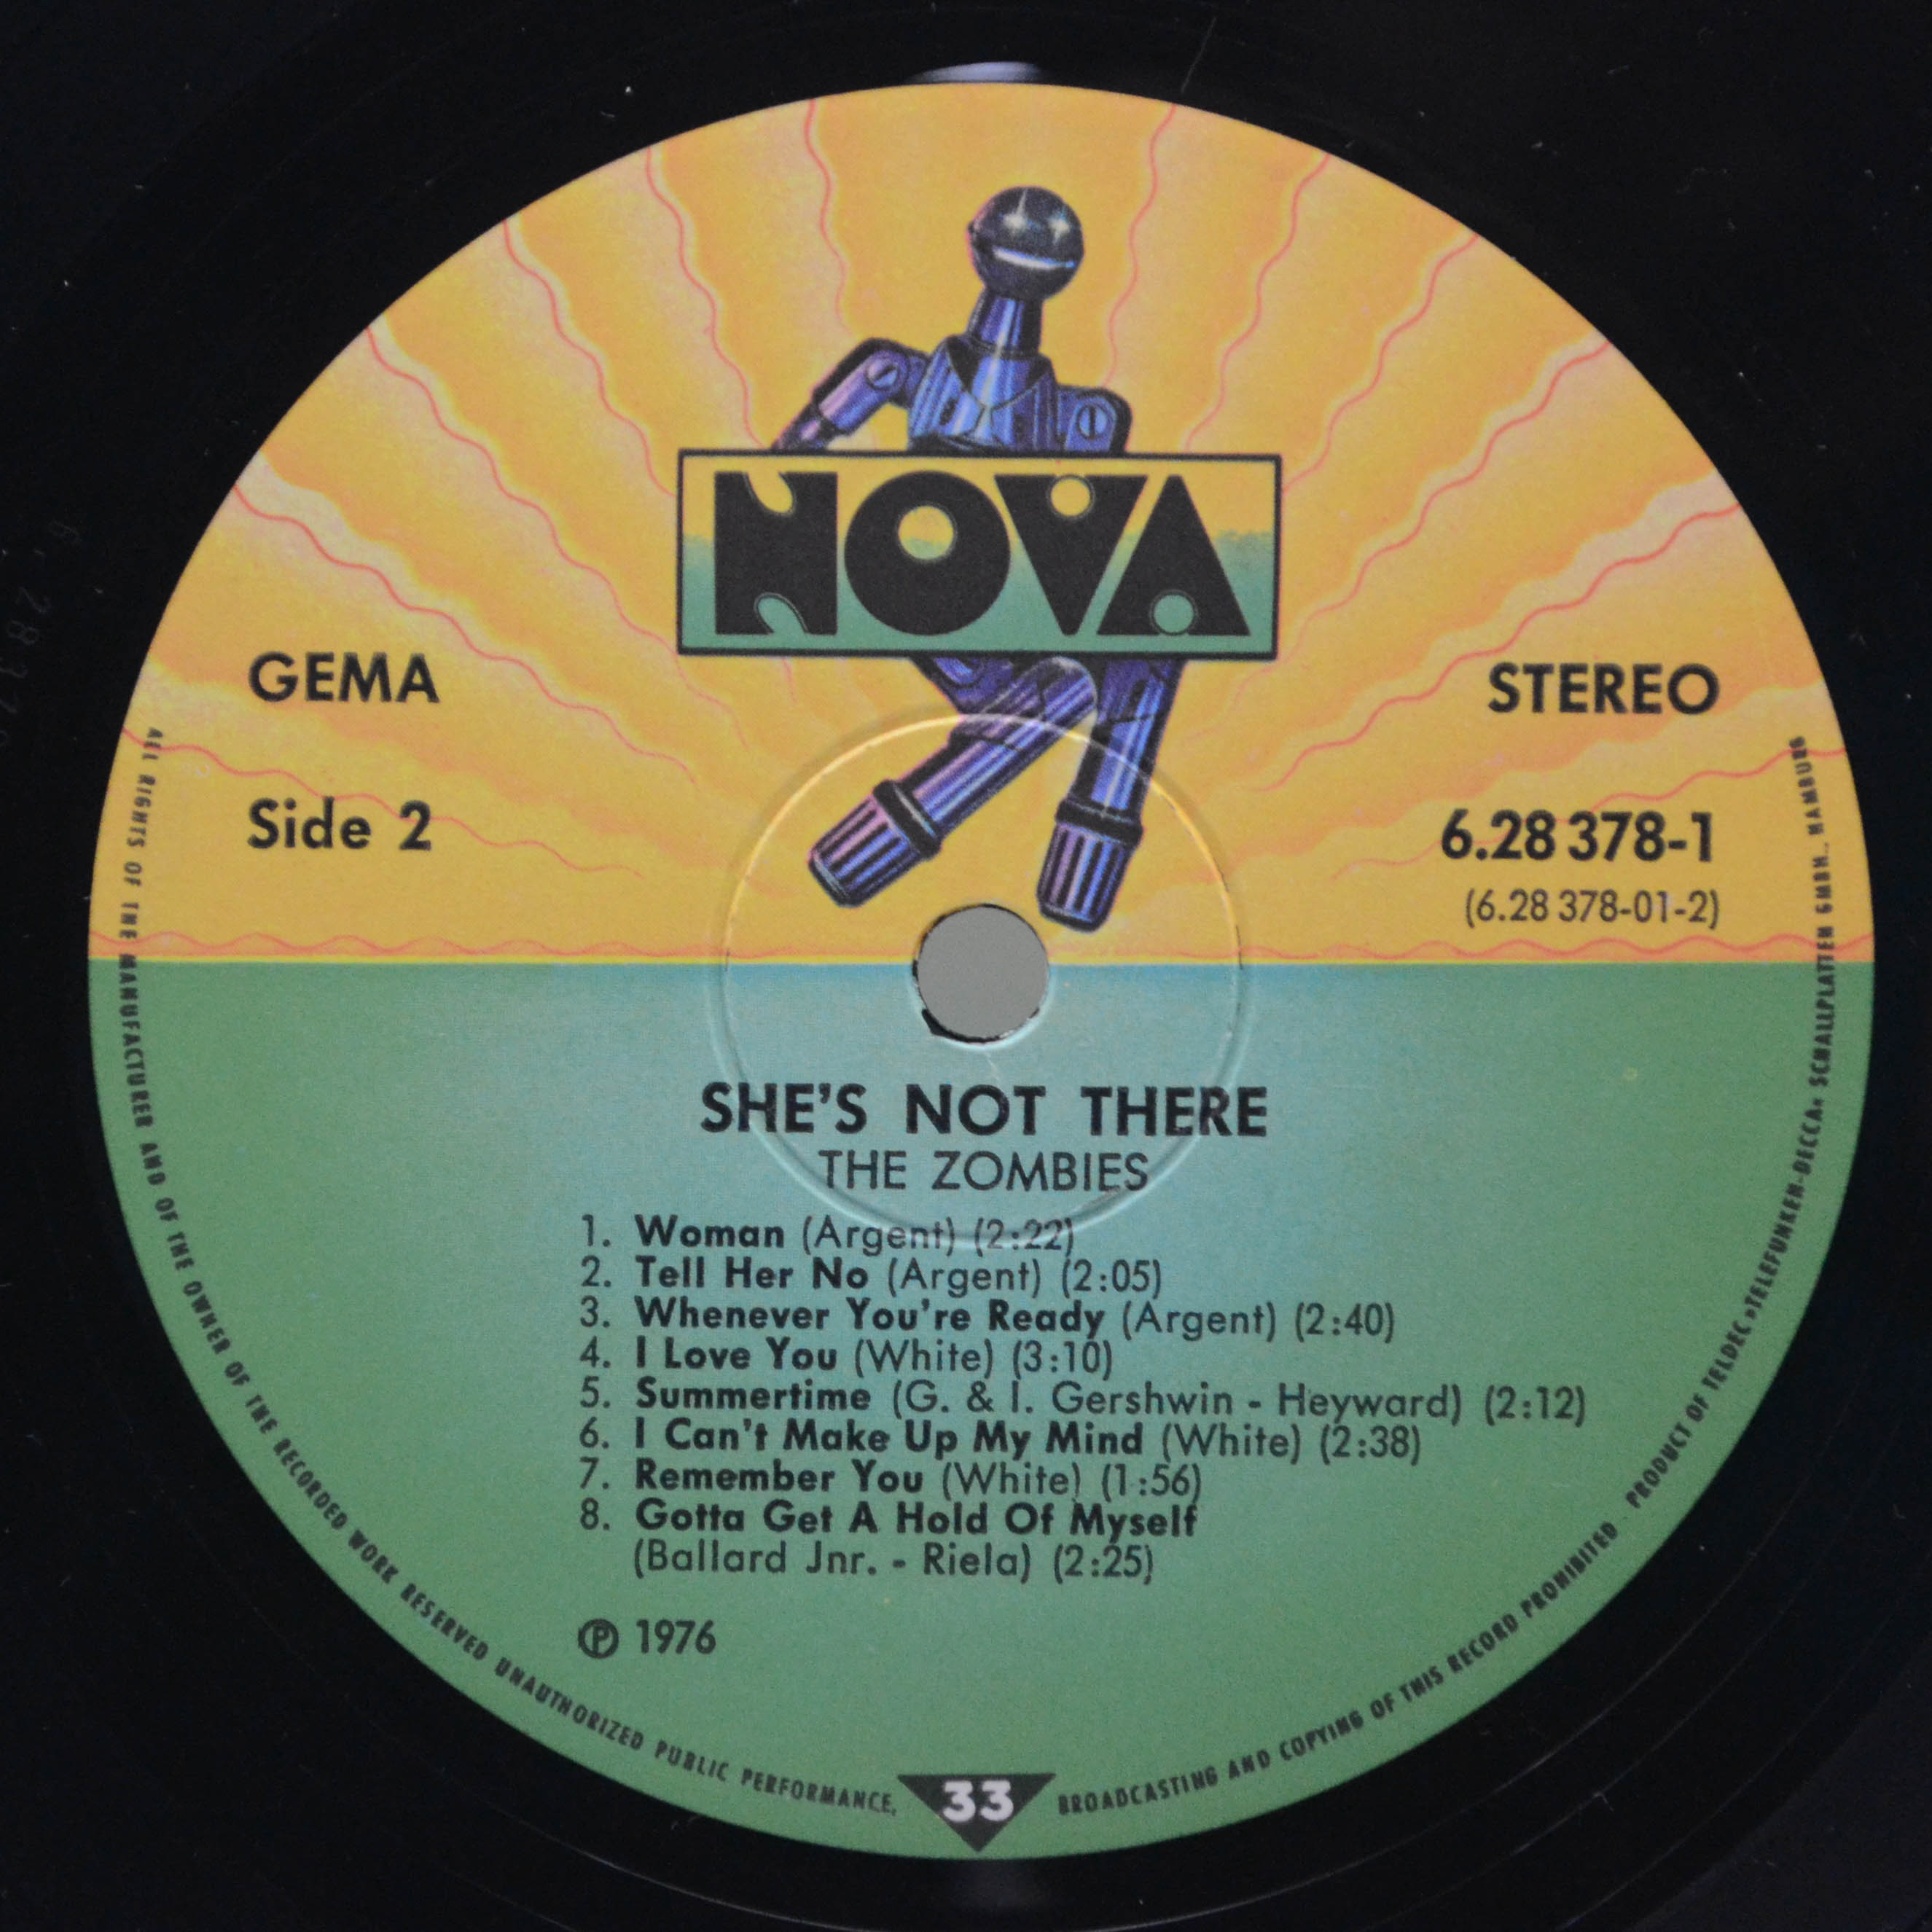 NOVA
GEMA
STEREO
Side 2
6.28 378-1
(6.28 378-01-2)
SHE'S NOT THERE
THE ZOMBIES
1. Woman (Argent) (2:22)
2. Tell Her No (Argent) (2:05)
3. Whenever You're Ready (Argent) (2:40)
4. I Love You (White) (3:10)
5. Summertime (G. & I. Gershwin - Heyward) (2:12)
6. I Can't Make Up My Mind (White) (2:38)
7. Remember You (White) (1:56)
8. Gotta Get A Hold Of Myself
(Ballard Jnr. - Riela) (2:25)
℗ 1976
ALL RIGHTS OF THE MANUFACTURER AND OF THE OWNER OF THE RECORDED WORK RESERVED UNAUTHORIZED PUBLIC PERFORMANCE, BROADCASTING AND COPYING OF THIS RECORD PROHIBITED · PRODUCT OF TELDEC »TELEFUNKEN-DECCA« SCHALLPLATTEN GMBH., HAMBURG
33